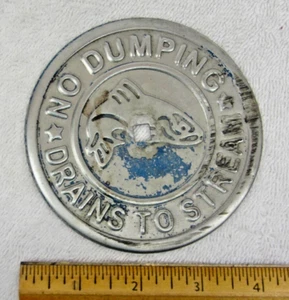 NO DUMPING
DRAINS TO STREAM
1 2 3 4